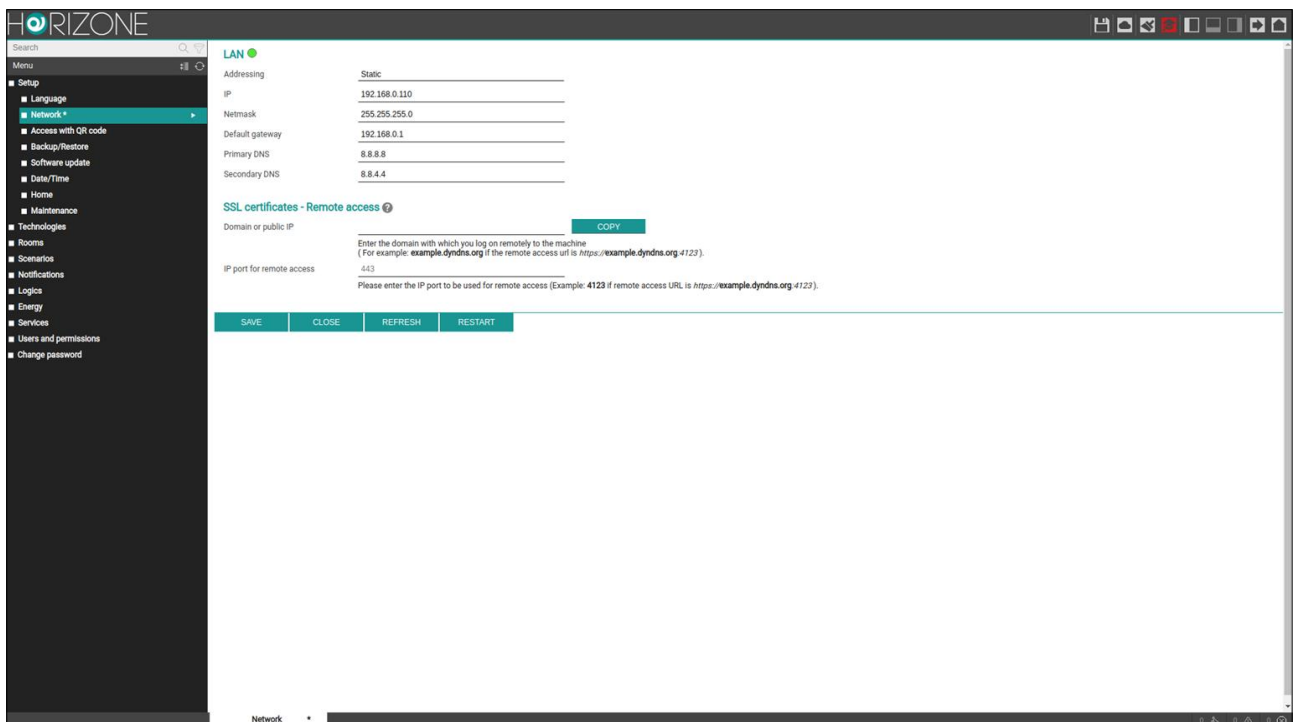 HORIZONE
Search
Menu
Setup
Language
Network *
Access with QR code
Backup/Restore
Software update
Date/Time
Home
Maintenance
Technologies
Rooms
Scenarios
Notifications
Logics
Energy
Services
Users and permissions
Change password
LAN
Addressing Static
IP 192.168.0.110
Netmask 255.255.255.0
Default gateway 192.168.0.1
Primary DNS 8.8.8.8
Secondary DNS 8.8.4.4
SSL certificates - Remote access ?
Domain or public IP COPY
Enter the domain with which you log on remotely to the machine
( For example: example.dyndns.org if the remote access url is https://example.dyndns.org:4123 ).
IP port for remote access 443
Please enter the IP port to be used for remote access (Example: 4123 if remote access URL is https://example.dyndns.org:4123 ).
SAVE CLOSE REFRESH RESTART
Network *